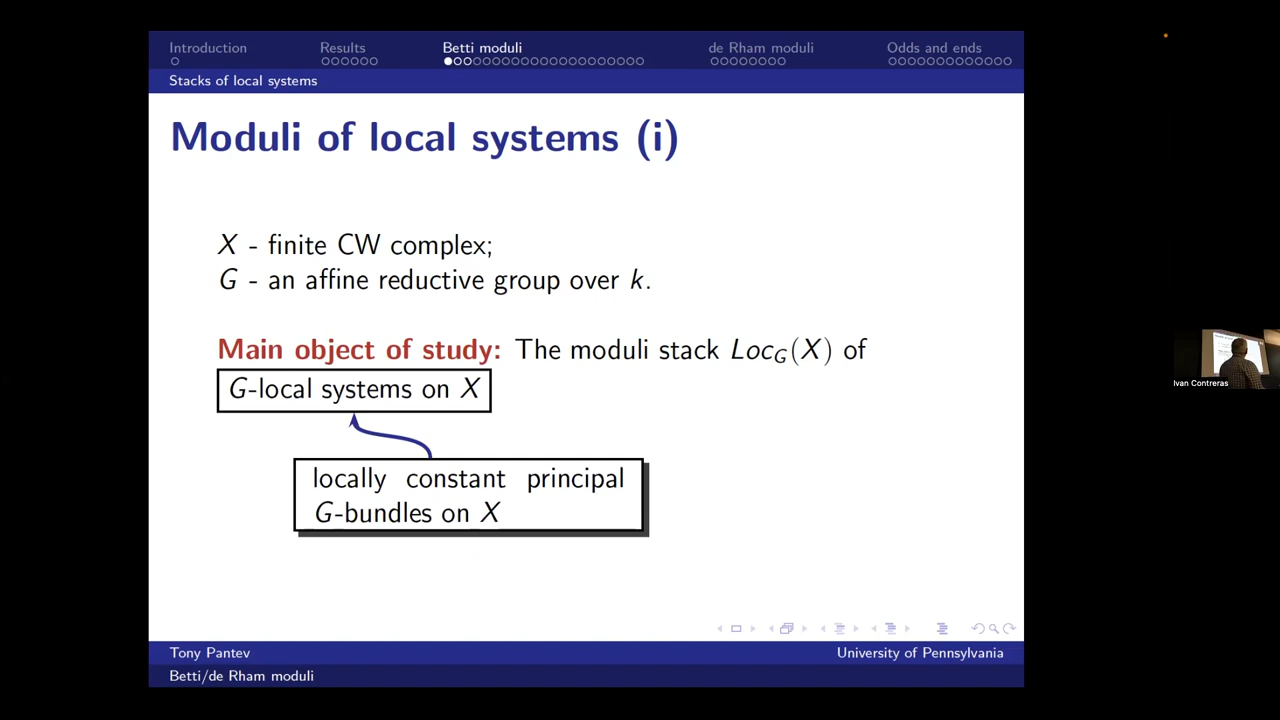 Introduction Results Betti moduli de Rham moduli Odds and ends
Stacks of local systems
Moduli of local systems (i)
X - finite CW complex;
G - an affine reductive group over k.
Main object of study: The moduli stack Loc_G(X) of
G-local systems on X
locally constant principal
G-bundles on X
Ivan Contreras
Tony Pantev University of Pennsylvania
Betti/de Rham moduli